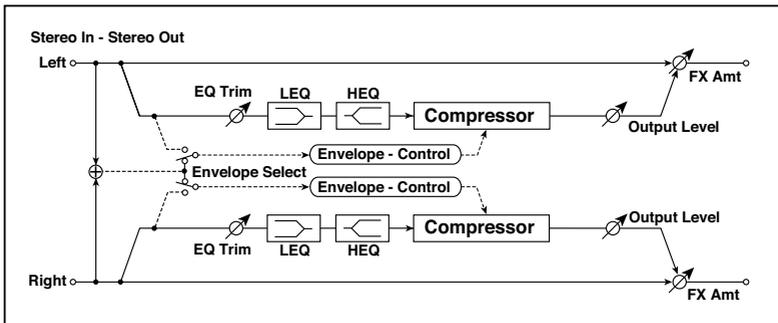 Stereo In - Stereo Out
Left
FX Amt
EQ Trim
LEQ
HEQ
Compressor
Output Level
Envelope - Control
Envelope Select
Envelope - Control
Output Level
Compressor
EQ Trim
LEQ
HEQ
Right
FX Amt